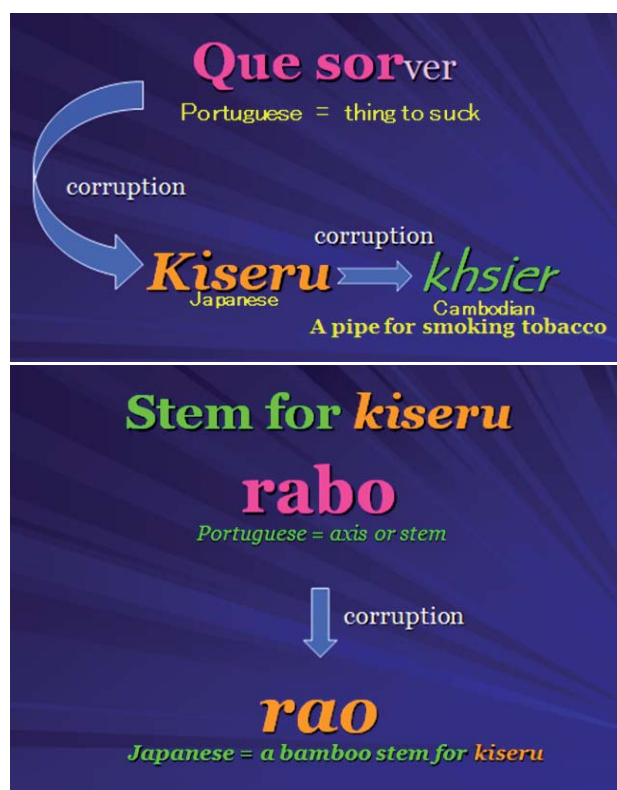 Que sorver
Portuguese = thing to suck
corruption
corruption
Kiseru
khsier
Japanese
Cambodian
A pipe for smoking tobacco
Stem for kiseru
rabo
Portuguese = axis or stem
corruption
rao
Japanese = a bamboo stem for kiseru